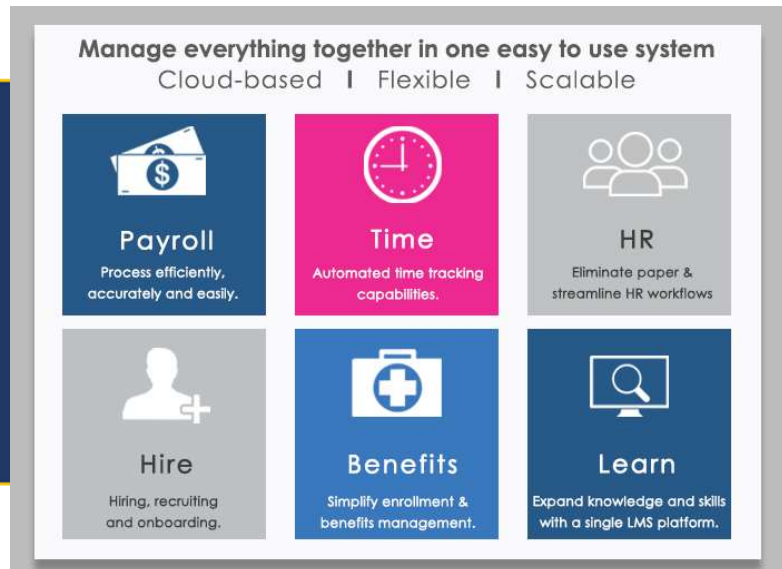 Manage everything together in one easy to use system
Cloud-based I Flexible I Scalable
$
Payroll
Process efficiently,
accurately and easily.
Time
Automated time tracking
capabilities.
HR
Eliminate paper &
streamline HR workflows
Hire
Hiring, recruiting
and onboarding.
Benefits
Simplify enrollment &
benefits management.
Learn
Expand knowledge and skills
with a single LMS platform.